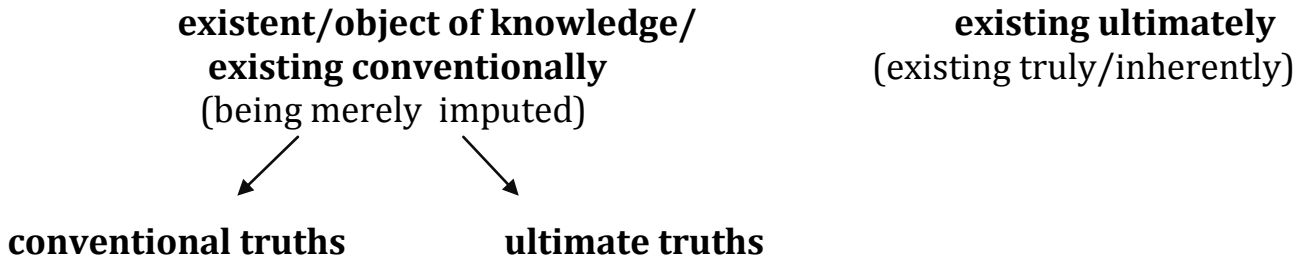 existent/object of knowledge/
existing conventionally
(being merely imputed)
existing ultimately
(existing truly/inherently)
conventional truths
ultimate truths